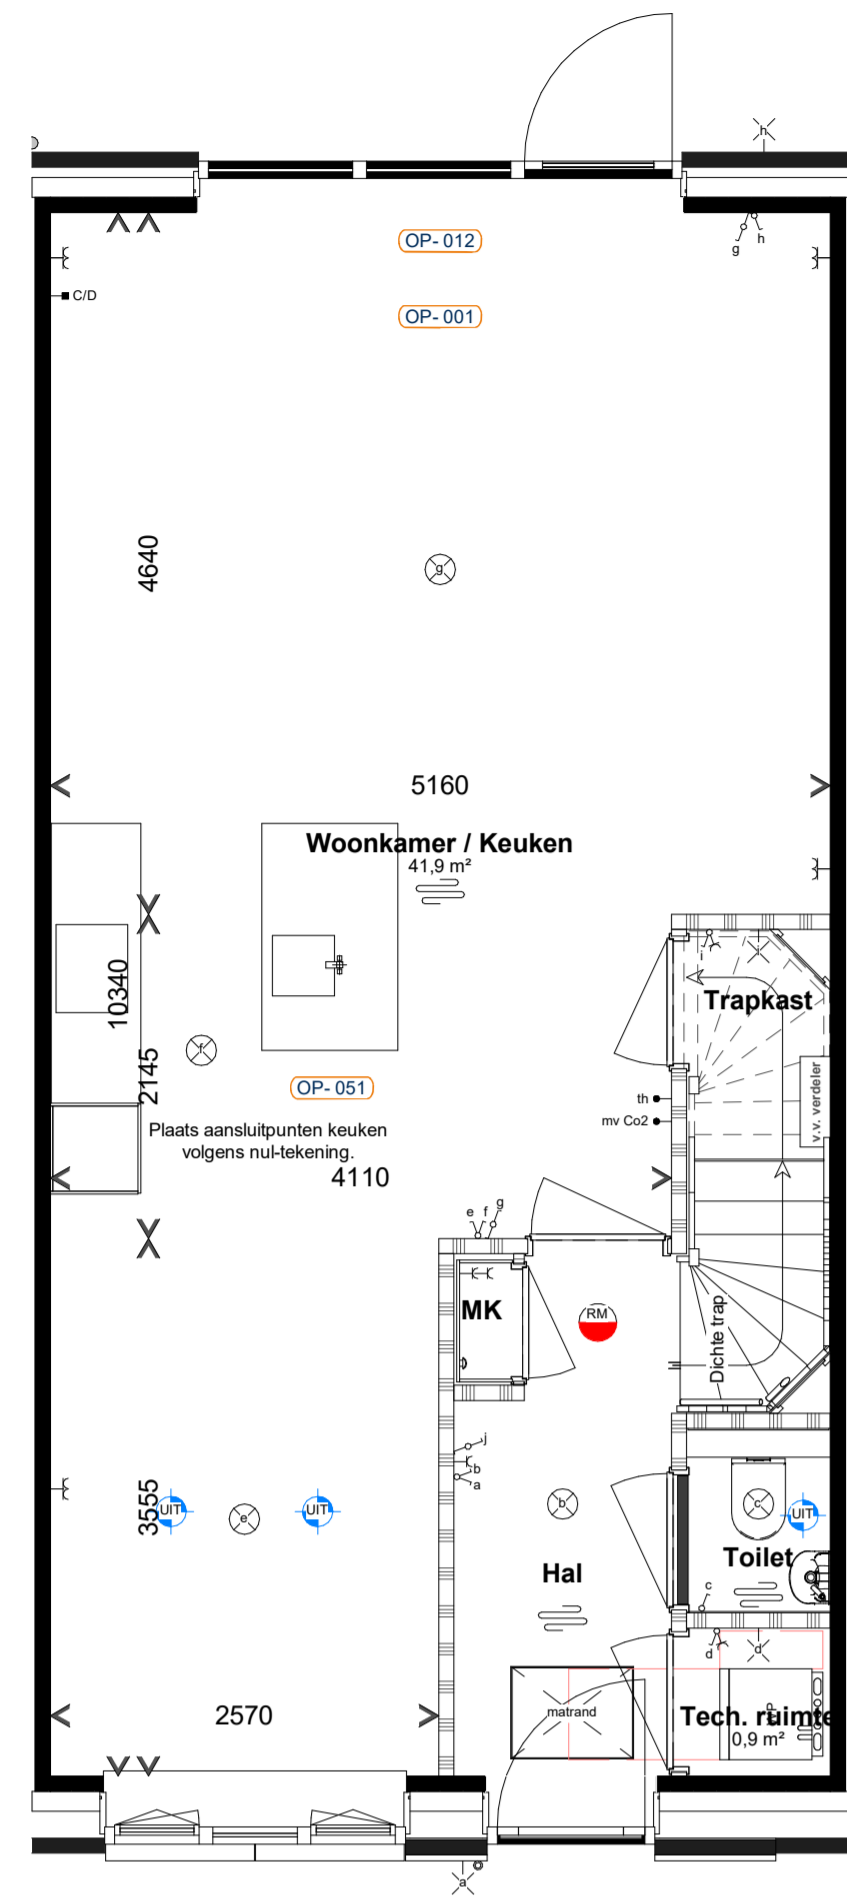 h
OP- 012
g
h
C/D
OP- 001
4640
g
5160
Woonkamer / Keuken
41,9 m²
10340
i
Trapkast
f
2145
OP- 051
th
mv Co2
v.v. verdeler
Plaats aansluitpunten keuken
volgens nul-tekening.
4110
e
f
g
MK
RM
Dichte trap
j
b
a
3555
UIT
e
UIT
b
c
UIT
Toilet
Hal
c
d
d
2570
matrand
Tech. ruimte
WP
0,9 m²
a